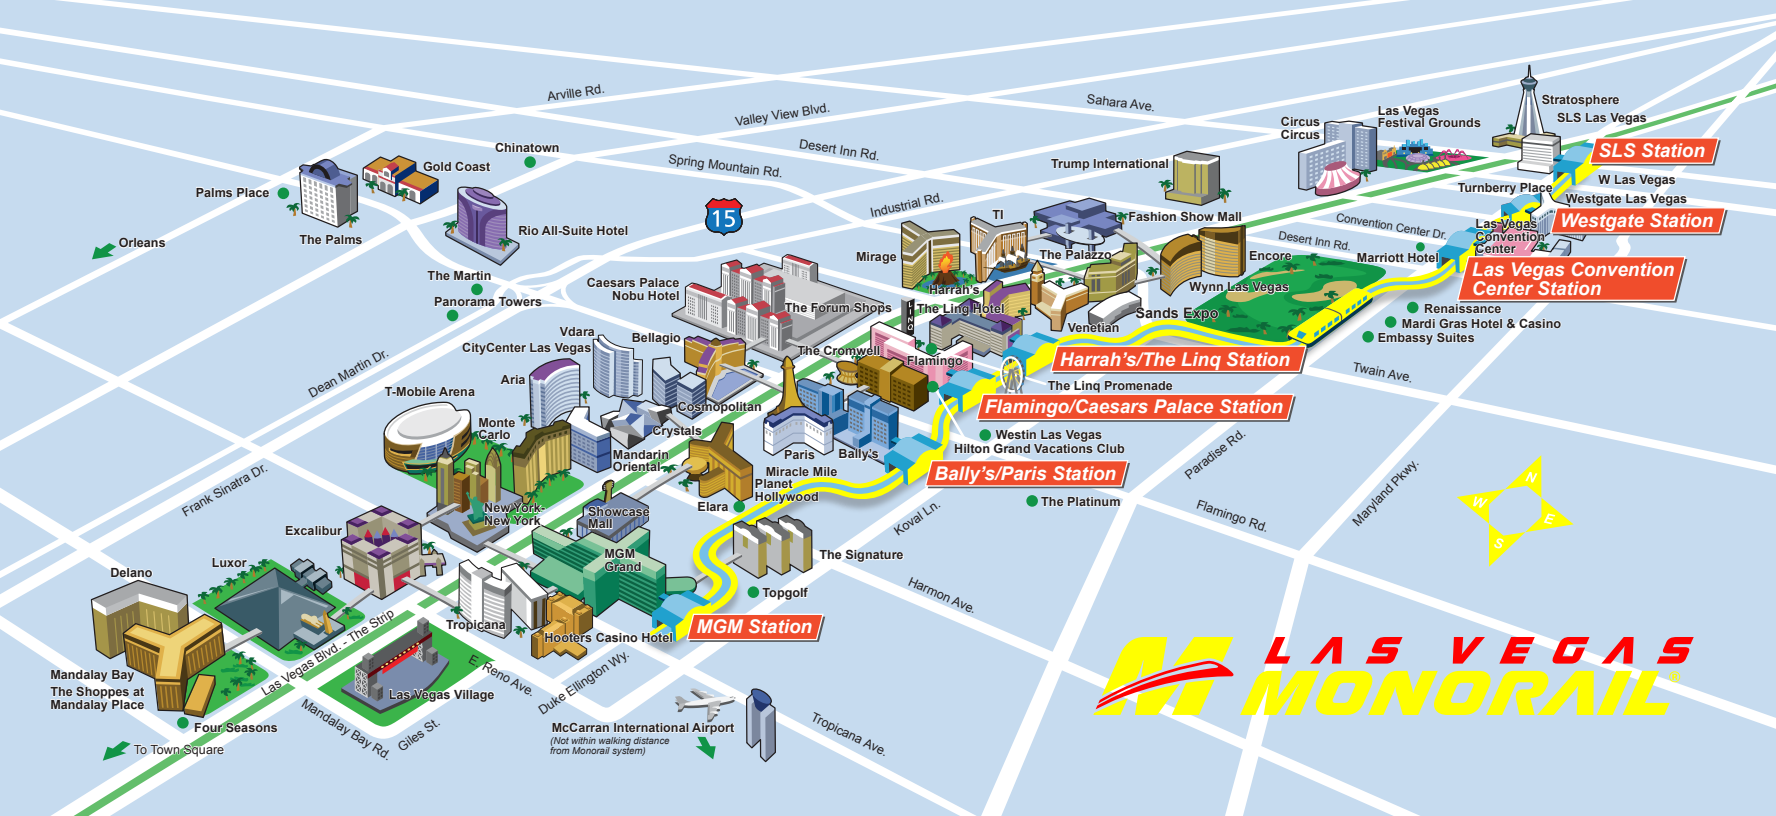 Arville Rd.
Valley View Blvd.
Sahara Ave.
Stratosphere
SLS Las Vegas
Las Vegas
Festival Grounds
Circus
Circus
SLS Station
Chinatown
Desert Inn Rd.
Spring Mountain Rd.
Trump International
Gold Coast
Palms Place
W Las Vegas
Turnberry Place
Westgate Las Vegas
Westgate Station
Industrial Rd.
15
TI
Fashion Show Mall
Convention Center Dr.
Las Vegas
Convention
Center
Rio All-Suite Hotel
The Palms
Orleans
Desert Inn Rd.
Mirage
The Palazzo
Encore
Marriott Hotel
Las Vegas Convention
Center Station
The Martin
Caesars Palace
Nobu Hotel
Harrah's
Wynn Las Vegas
Panorama Towers
The Forum Shops
LINQ
The Linq Hotel
Sands Expo
Renaissance
Venetian
Mardi Gras Hotel & Casino
Embassy Suites
Vdara
Bellagio
CityCenter Las Vegas
The Cromwell
Flamingo
Harrah's/The Linq Station
Dean Martin Dr.
Aria
Twain Ave.
The Linq Promenade
T-Mobile Arena
Cosmopolitan
Flamingo/Caesars Palace Station
Monte
Carlo
Crystals
Westin Las Vegas
Hilton Grand Vacations Club
Mandarin
Oriental
Paris
Bally's
Paradise Rd.
Bally's/Paris Station
Frank Sinatra Dr.
Miracle Mile
Planet
Hollywood
Maryland Pkwy.
N
W
E
S
The Platinum
Elara
New York-
New York
Showcase
Mall
Koval Ln.
Flamingo Rd.
Excalibur
MGM
Grand
The Signature
Luxor
Delano
Topgolf
Harmon Ave.
Tropicana
Hooters Casino Hotel
MGM Station
Las Vegas Blvd. - The Strip
Mandalay Bay
The Shoppes at
Mandalay Place
E. Reno Ave.
Duke Ellington Wy.
Las Vegas Village
LAS VEGAS
M MONORAIL
Four Seasons
Mandalay Bay Rd.
Giles St.
McCarran International Airport
(Not within walking distance
from Monorail system)
Tropicana Ave.
To Town Square